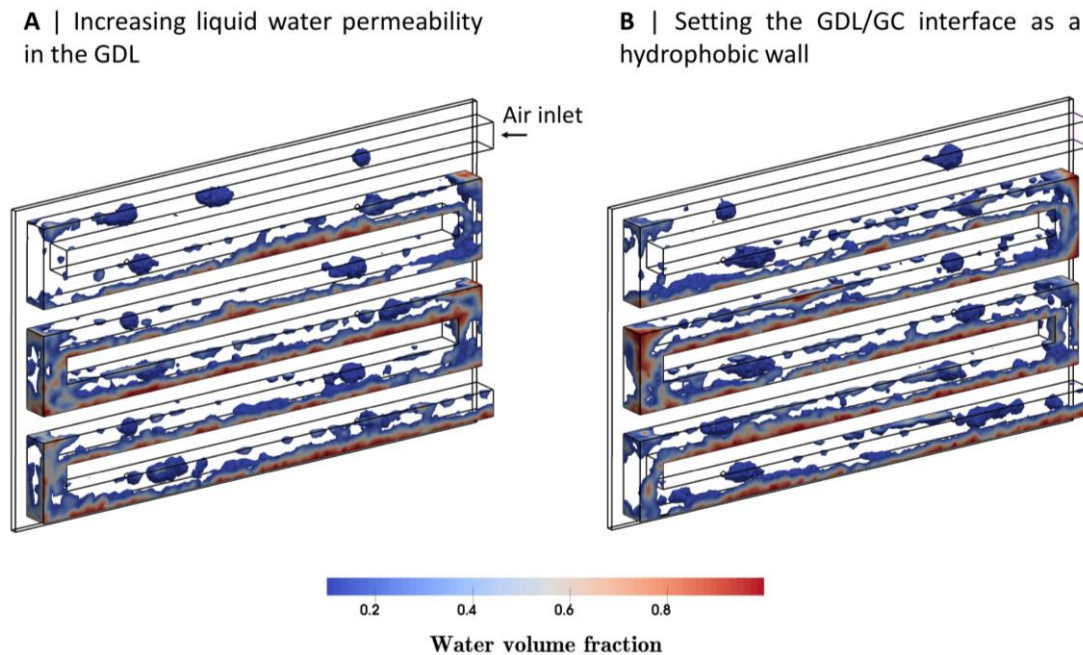 A | Increasing liquid water permeability
in the GDL
B | Setting the GDL/GC interface as a
hydrophobic wall
Air inlet
0.2 0.4 0.6 0.8
Water volume fraction